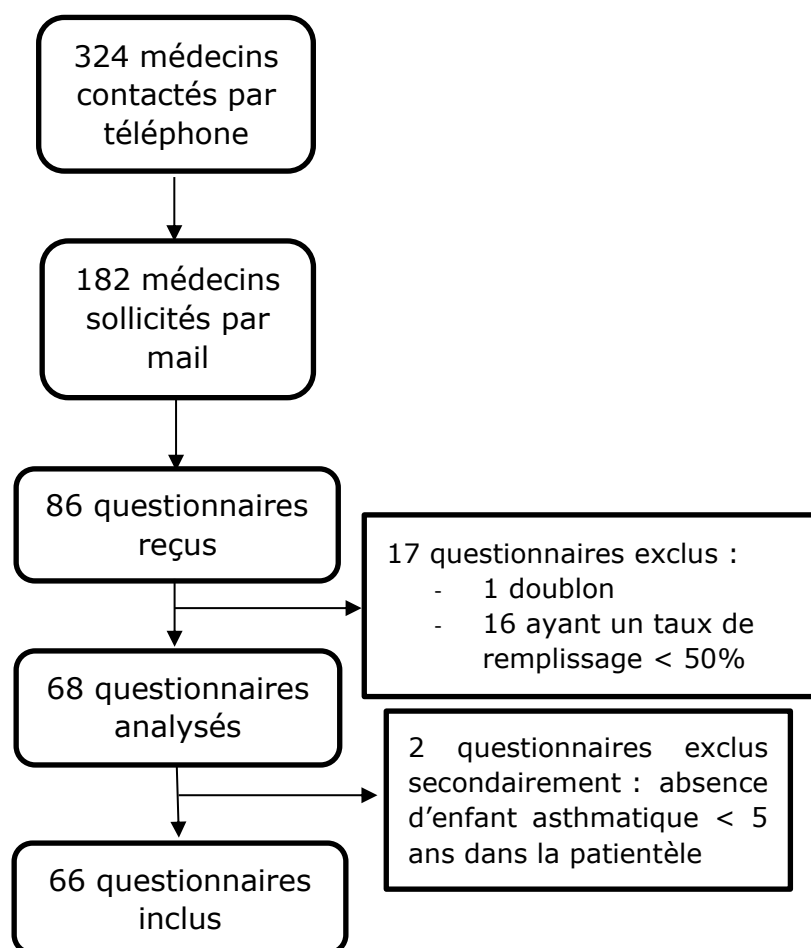 324 médecins
contactés par
téléphone
182 médecins
sollicités par
mail
86 questionnaires
reçus
17 questionnaires exclus :
- 1 doublon
- 16 ayant un taux de
remplissage < 50%
68 questionnaires
analysés
2 questionnaires exclus
secondairement : absence
d’enfant asthmatique < 5
ans dans la patientèle
66 questionnaires
inclus